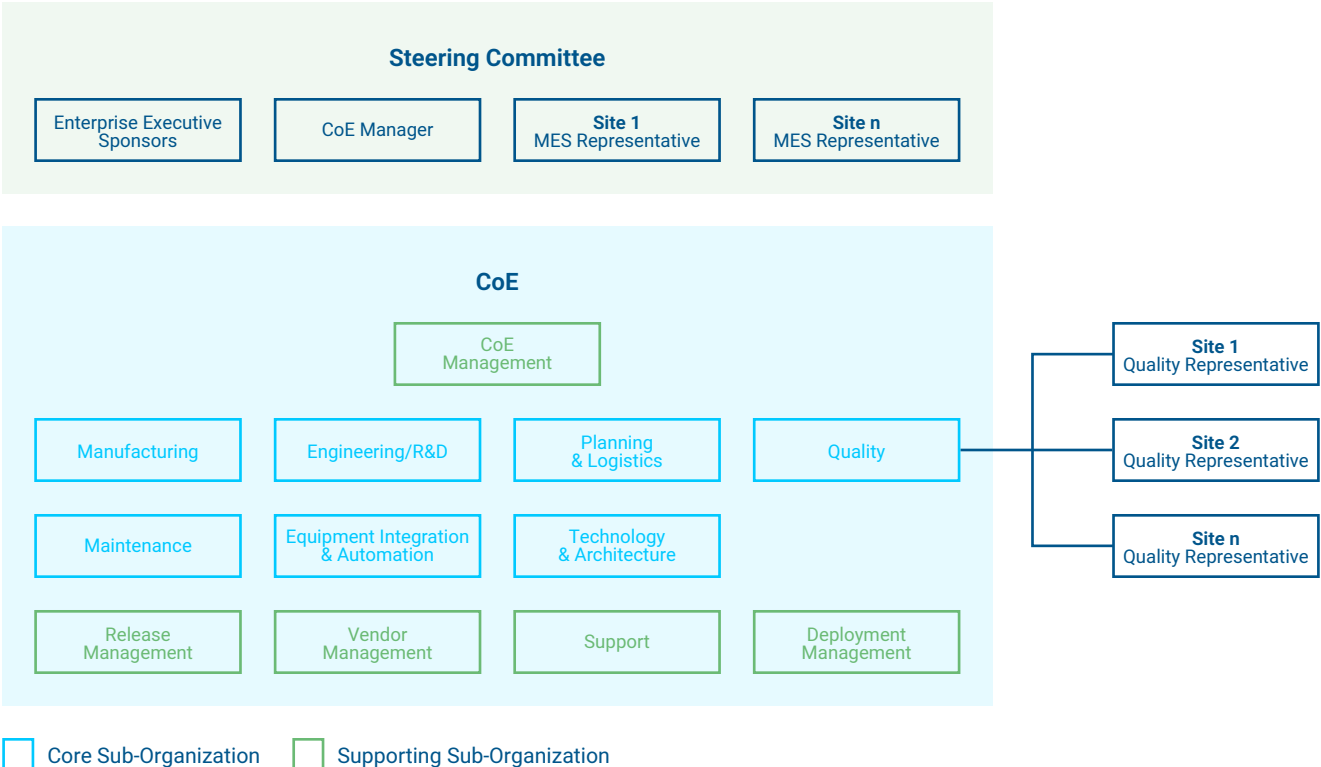 Steering Committee
Enterprise Executive
Sponsors
CoE Manager
Site 1
MES Representative
Site n
MES Representative
CoE
CoE
Management
Manufacturing
Engineering/R&D
Planning
& Logistics
Quality
Maintenance
Equipment Integration
& Automation
Technology
& Architecture
Release
Management
Vendor
Management
Support
Deployment
Management
Site 1
Quality Representative
Site 2
Quality Representative
Site n
Quality Representative
Core Sub-Organization
Supporting Sub-Organization